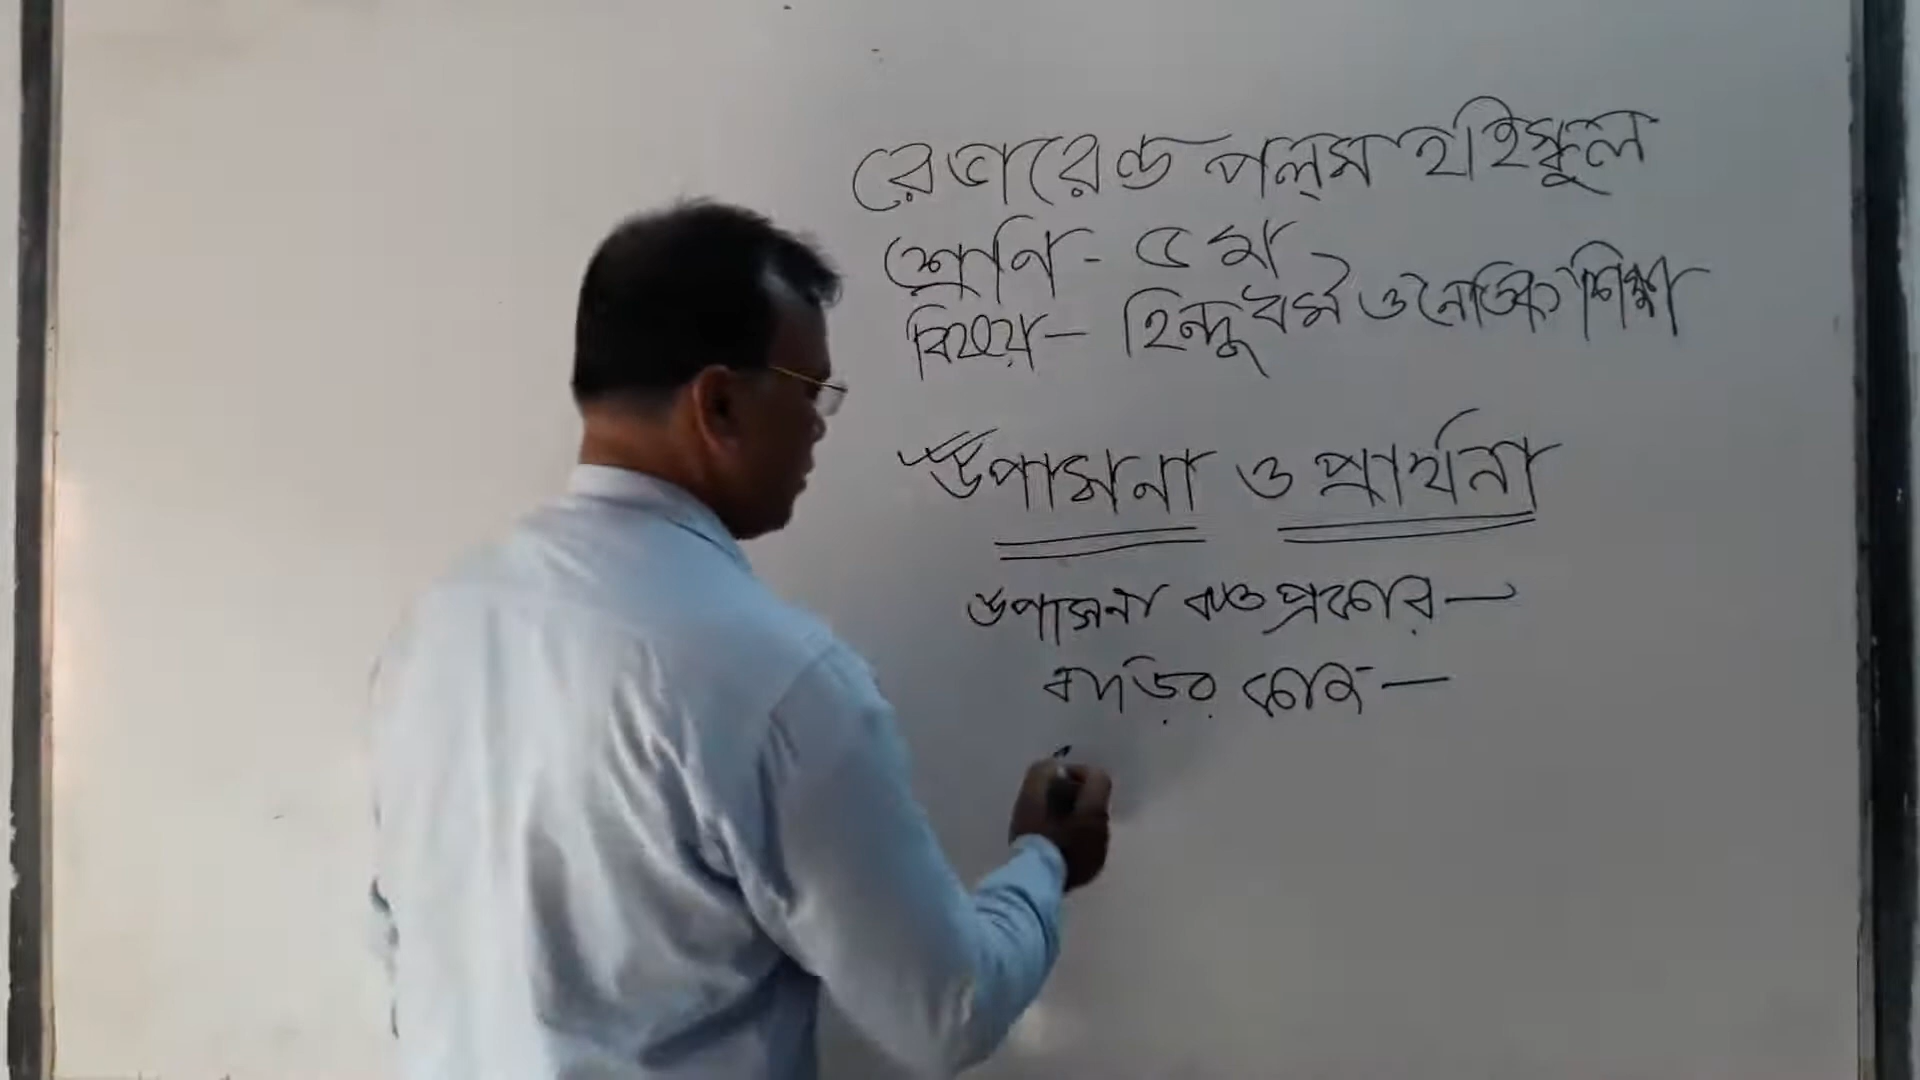 রেভারেন্ড পল্‌স হাইস্কুল
শ্রেণি - ৫ম
বিষয় - হিন্দুধর্ম ও নৈতিক শিক্ষা
উপাসনা ও প্রার্থনা
উপাসনা কত প্রকার -
বাড়ির কাজ -